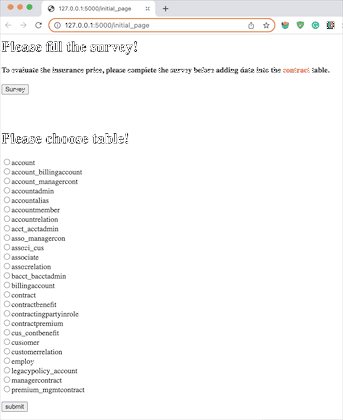 127.0.0.1:5000/initial_page
127.0.0.1:5000/initial_page
Please fill the survey!
To evaluate the insurance price, please complete the survey before adding data into the contract table.
Survey
Please choose table!
account
account_billingaccount
account_managercont
accountadmin
accountalias
accountmember
accountrelation
acct_acctadmin
asso_managercon
associ_cus
associate
assocrelation
bacct_bacctadmin
billingaccount
contract
contractbenefit
contractingpartyinrole
contractpremium
cus_contbenefit
cusomer
customerrelation
employ
legacypolicy_account
managercontract
premium_mgmtcontract
submit